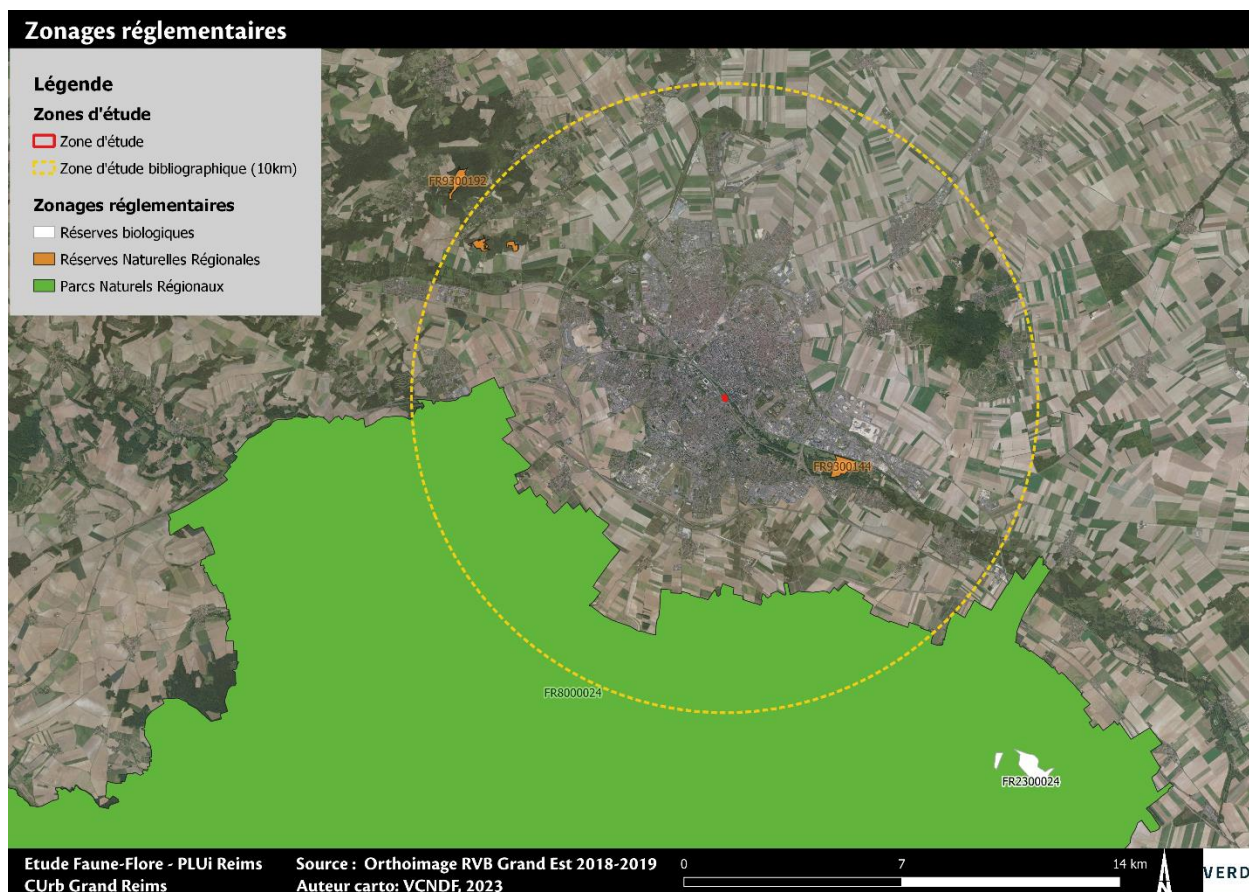 Zonages réglementaires
Légende
Zones d'étude
Zone d'étude
Zone d'étude bibliographique (10km)
Zonages réglementaires
Réserves biologiques
Réserves Naturelles Régionales
Parcs Naturels Régionaux
FR9300192
FR9300144
FR8000024
FR2300024
Etude Faune-Flore - PLUi Reims
CUrb Grand Reims
Source : Orthoimage RVB Grand Est 2018-2019
Auteur carto: VCNDF, 2023
0 7 14 km
VERD